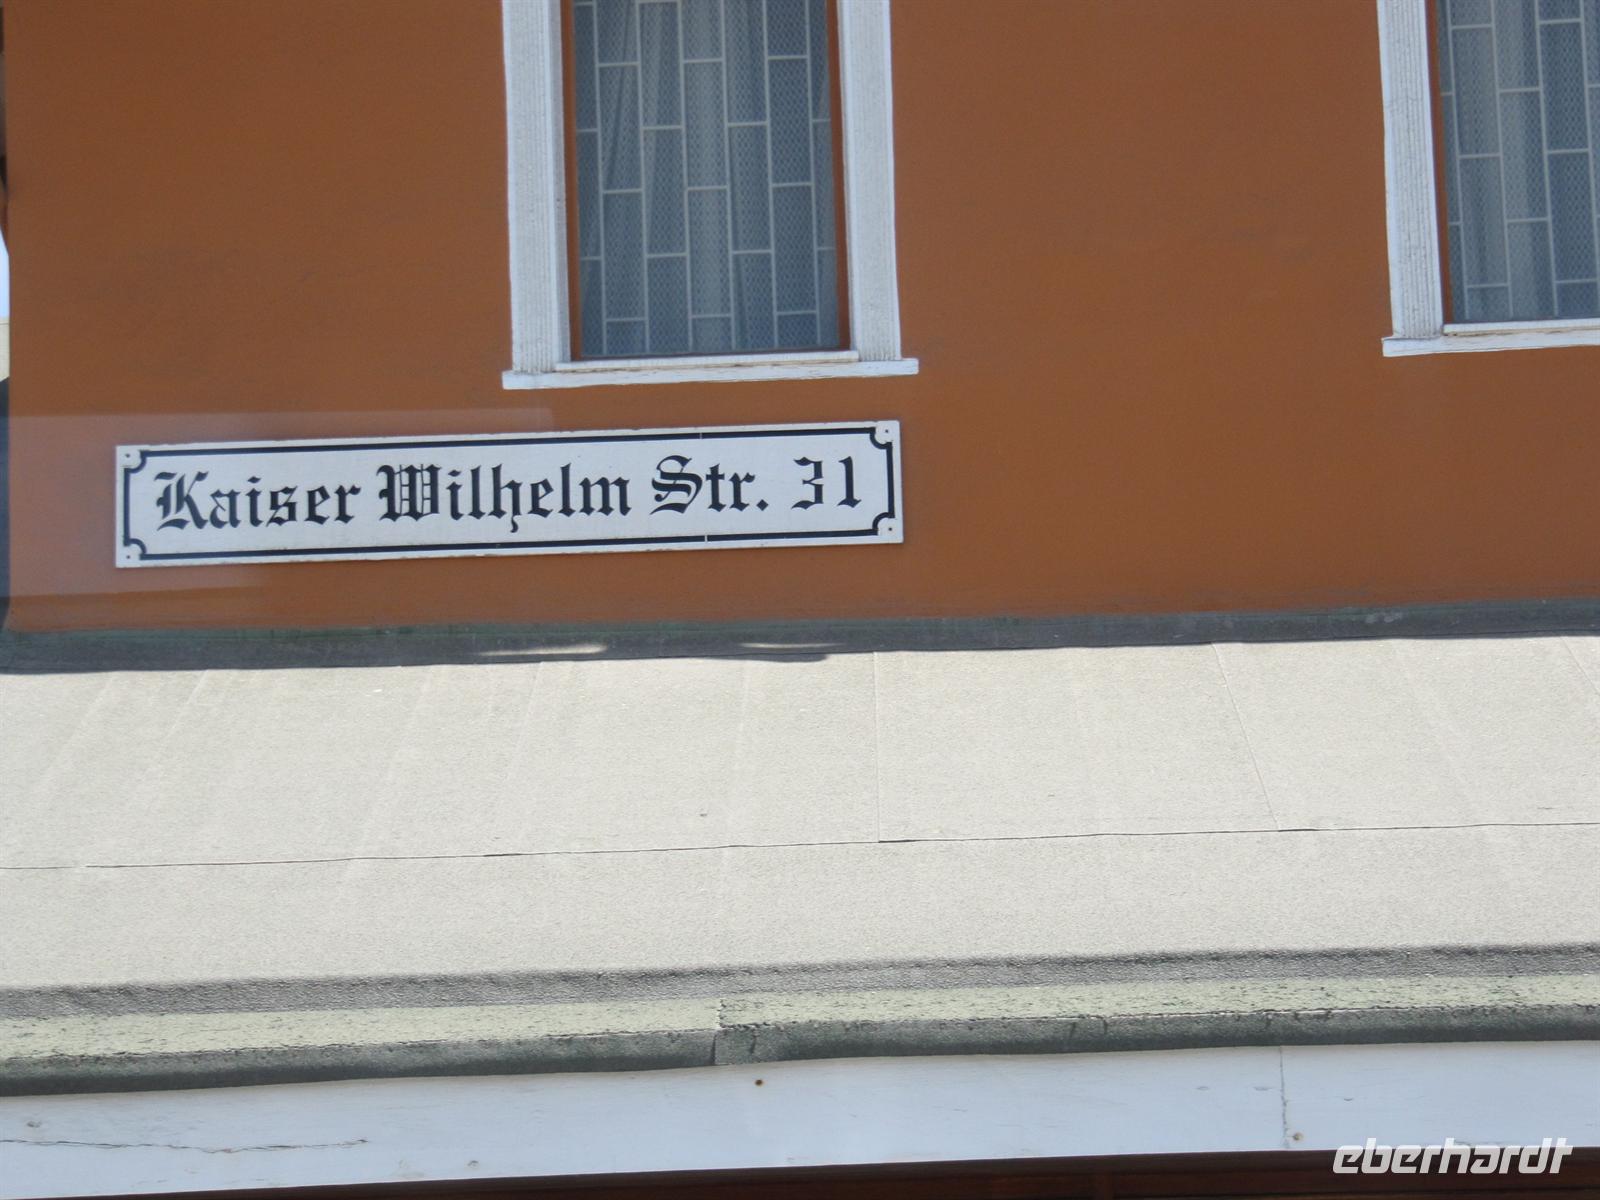 Kaiser Wilhelm Str. 31
eberhardt